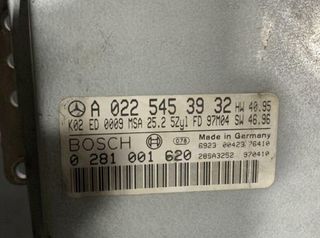 A 022 545 39 32 HW 40.95
K02 ED 0009 MSA 25.2 5Zyl FD 97M04 SW 46.96
BOSCH 078 Made in Germany
6923 00423 76410
0 281 001 620 28SA3252 970410